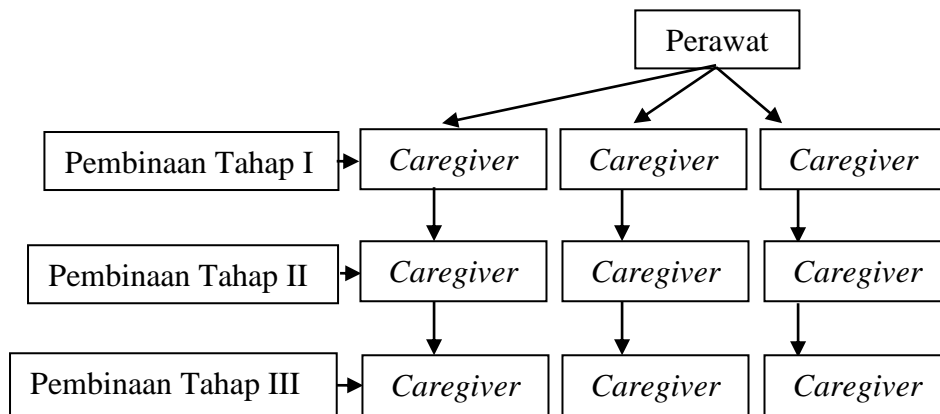 Perawat
Pembinaan Tahap I
Caregiver
Caregiver
Caregiver
Pembinaan Tahap II
Caregiver
Caregiver
Caregiver
Pembinaan Tahap III
Caregiver
Caregiver
Caregiver